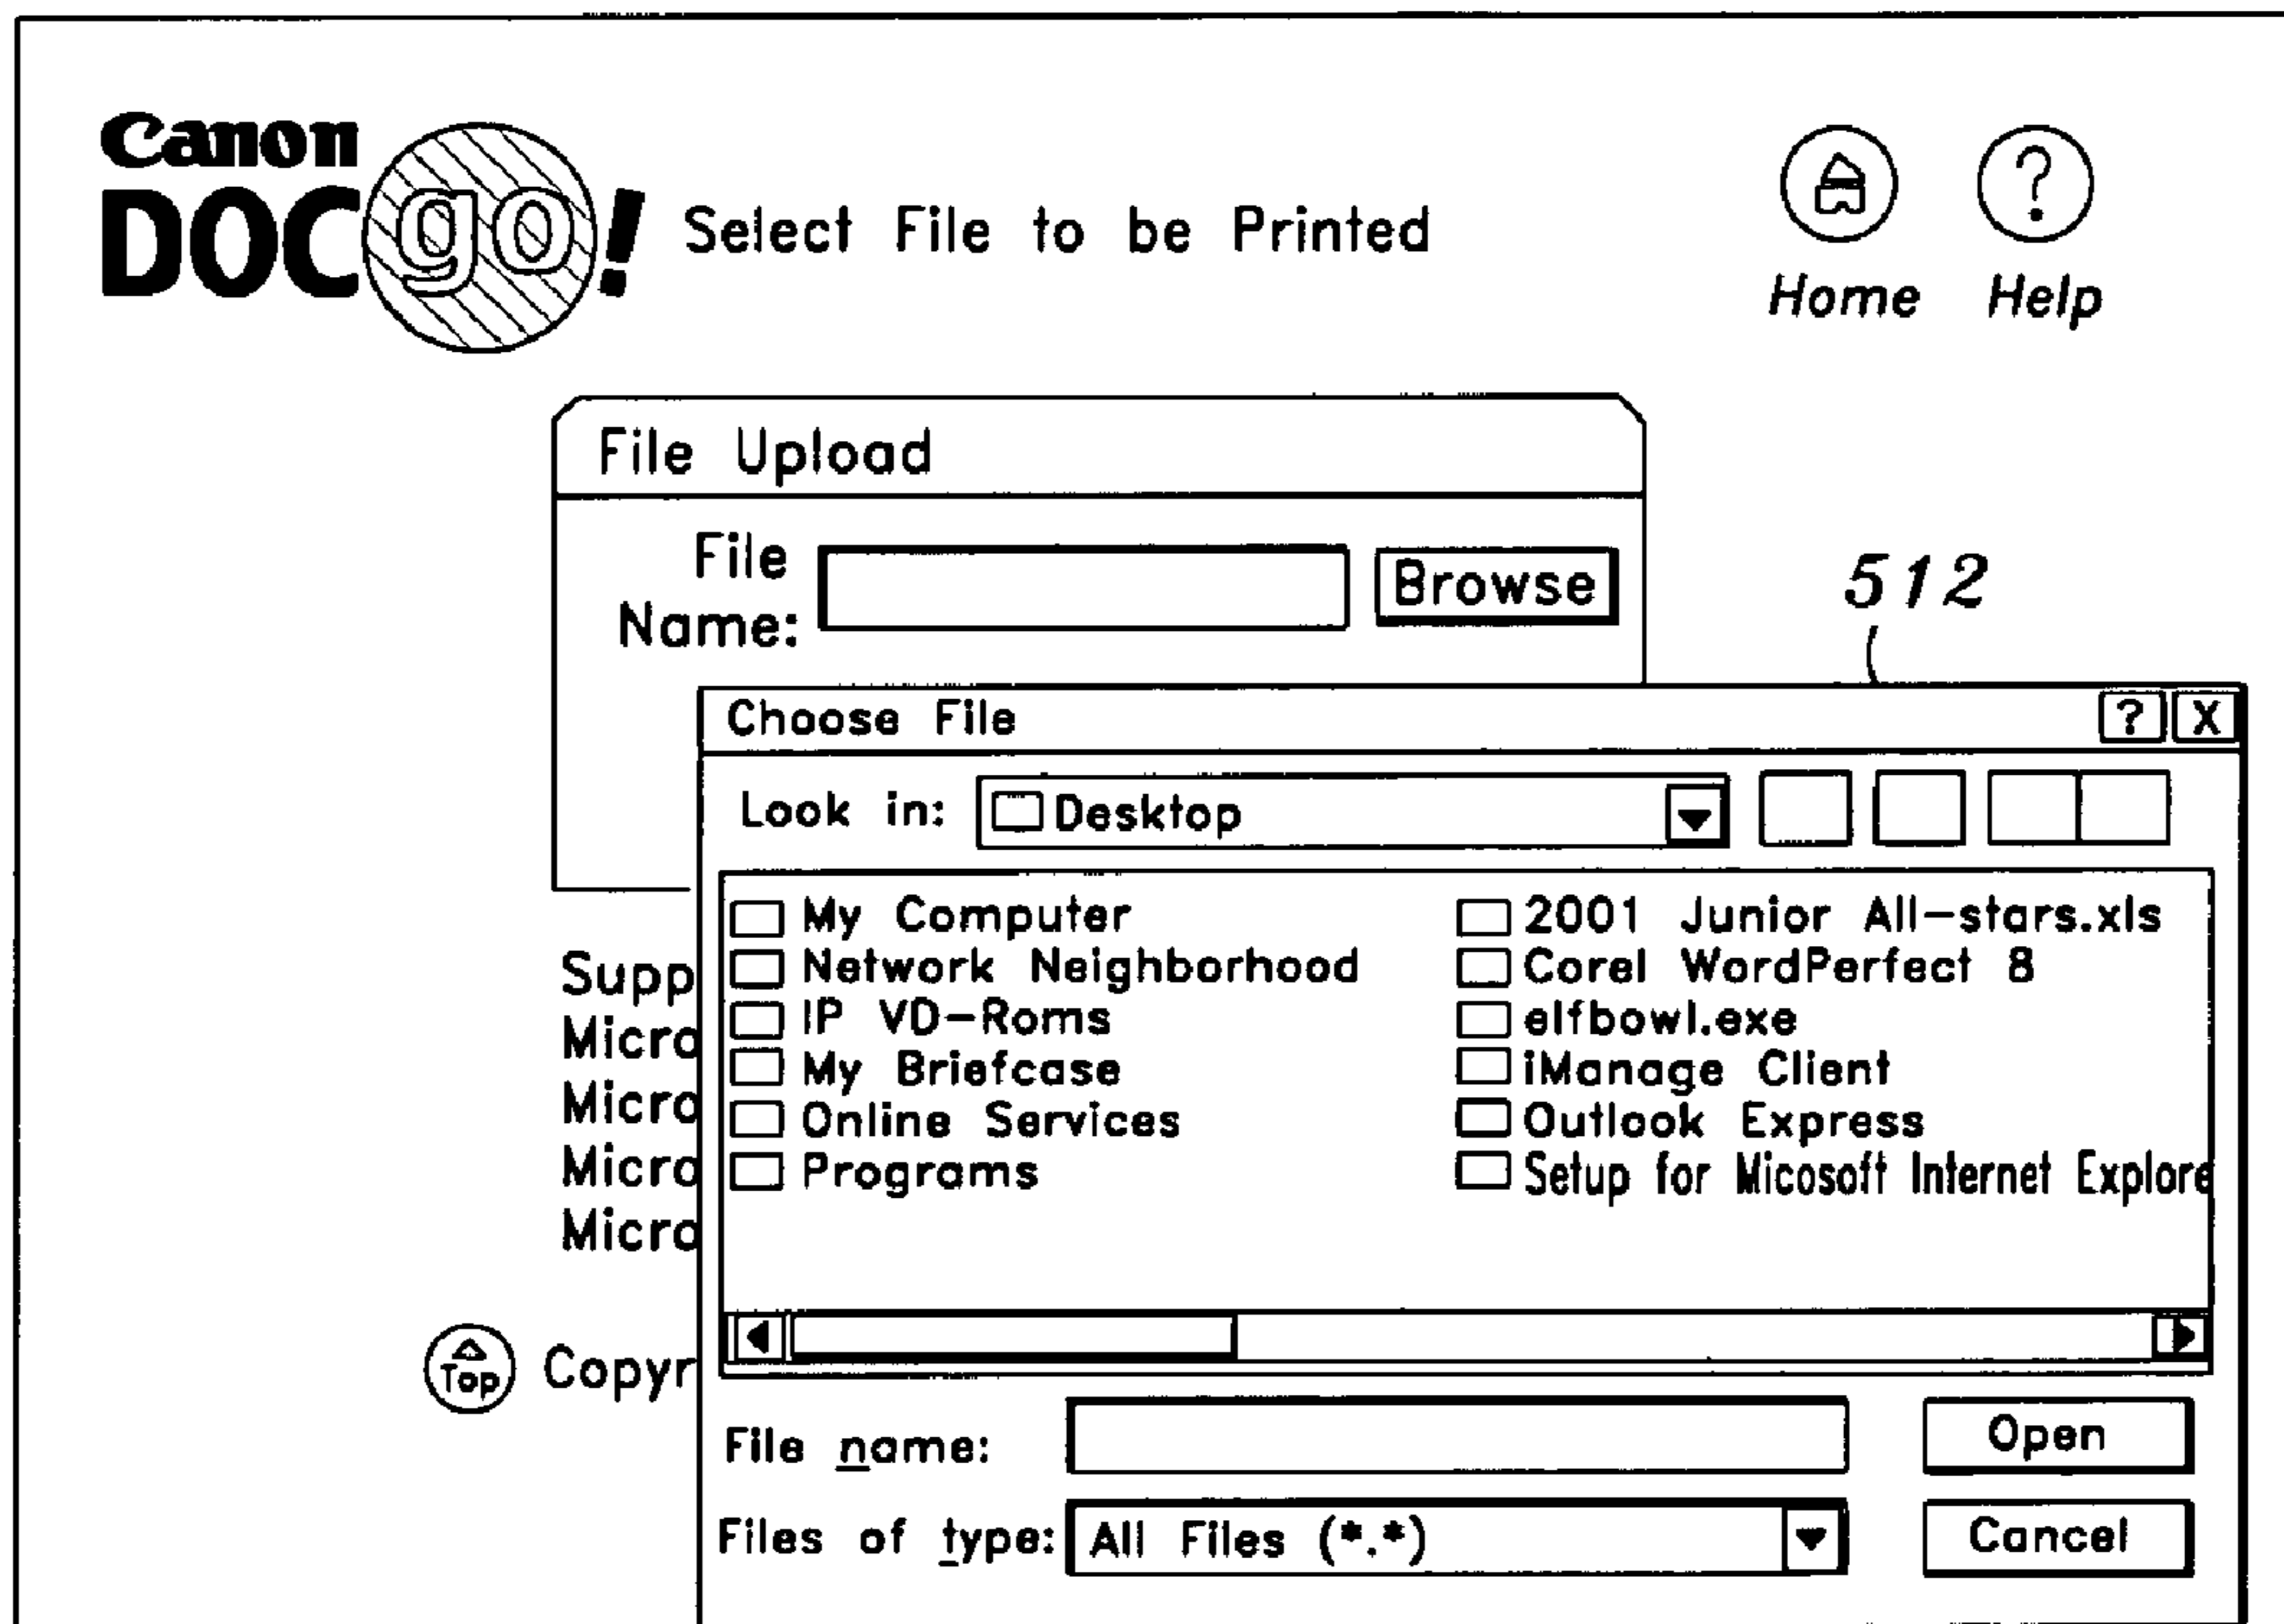 Canon
DOC go! Select File to be Printed
Home Help
File Upload
File
Name:
Browse
512
Choose File ? X
Look in: Desktop
My Computer
Network Neighborhood
IP VD-Roms
My Briefcase
Online Services
Programs
2001 Junior All-stars.xls
Corel WordPerfect 8
elfbowl.exe
iManage Client
Outlook Express
Setup for Micosoft Internet Explore
Supp
Micro
Micro
Micro
Micro
Top Copyr
File name: Open
Files of type: All Files (*.*) Cancel